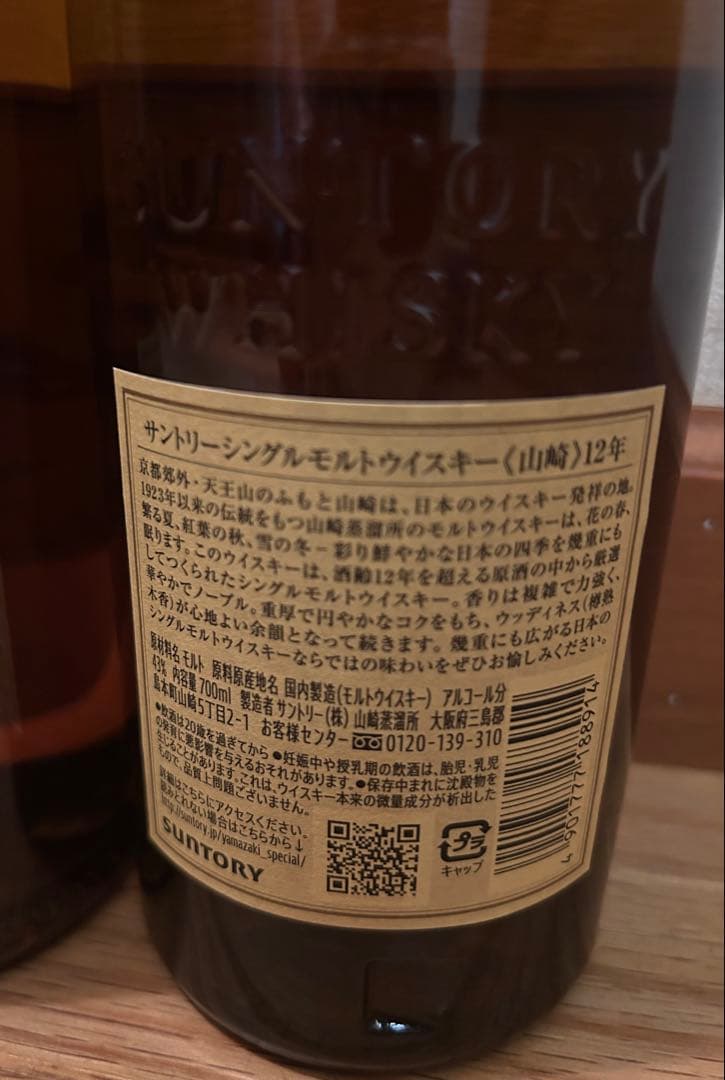 SUNTORY
WHISKY
サントリーシングルモルトウイスキー《山崎》12年
京都郊外・天王山のふもと山崎は、日本のウイスキー発祥の地。
1923年以来の伝統をもつ山崎蒸溜所のモルトウイスキーは、花の春、
繁る夏、紅葉の秋、雪の冬－彩り鮮やかな日本の四季を幾重にも
眠ります。このウイスキーは、酒齢12年を超える原酒の中から厳選
してつくられたシングルモルトウイスキー。香りは複雑で力強く、
華やかでノーブル。重厚で円やかなコクをもち、ウッディネス(樽熟
木香)が心地よい余韻となって続きます。幾重にも広がる日本の
シングルモルトウイスキーならではの味わいをぜひお愉しみください。
原材料名 モルト 原料原産地名 国内製造(モルトウイスキー) アルコール分
43% 内容量 700ml 製造者 サントリー(株) 山崎蒸溜所 大阪府三島郡
島本町山崎5丁目2-1 お客様センター 0120-139-310
●飲酒は20歳を過ぎてから ●妊娠中や授乳期の飲酒は、胎児・乳児
の発育に悪影響を与えるおそれがあります。●保存中まれに沈殿物を
生じることがあります。これは、ウイスキー本来の微量成分が析出した
もので、品質上問題ございません。
詳細はこちらにアクセスください。
読みとれない場合はこちらから↓
http://suntory.jp/yamazaki_special/
SUNTORY
プラ
キャップ
4 901777 188914